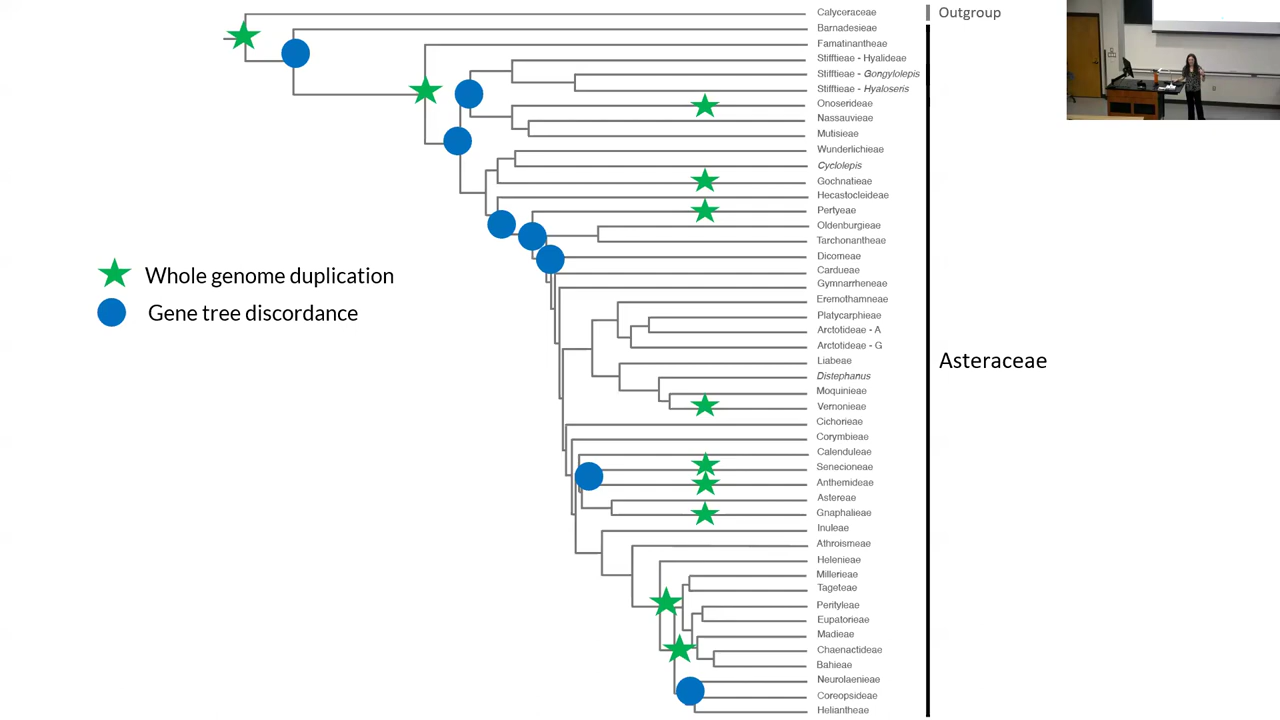 Calyceraceae
Outgroup
Barnadesieae
Famatinantheae
Stifftieae - Hyalideae
Stifftieae - Gongylolepis
Stifftieae - Hyaloseris
Onoserideae
Nassauvieae
Mutisieae
Wunderlichieae
Cyclolepis
Gochnatieae
Hecastocleideae
Pertyeae
Oldenburgieae
Tarchonantheae
Dicomeae
Cardueae
Gymnarrheneae
Eremothamneae
Platycarphieae
Arctotideae - A
Arctotideae - G
Liabeae
Distephanus
Moquinieae
Vernonieae
Cichorieae
Corymbieae
Calenduleae
Senecioneae
Anthemideae
Astereae
Gnaphalieae
Inuleae
Athroismeae
Helenieae
Millerieae
Tageteae
Perityleae
Eupatorieae
Madieae
Chaenactideae
Bahieae
Neurolaenieae
Coreopsideae
Heliantheae
Asteraceae
Whole genome duplication
Gene tree discordance